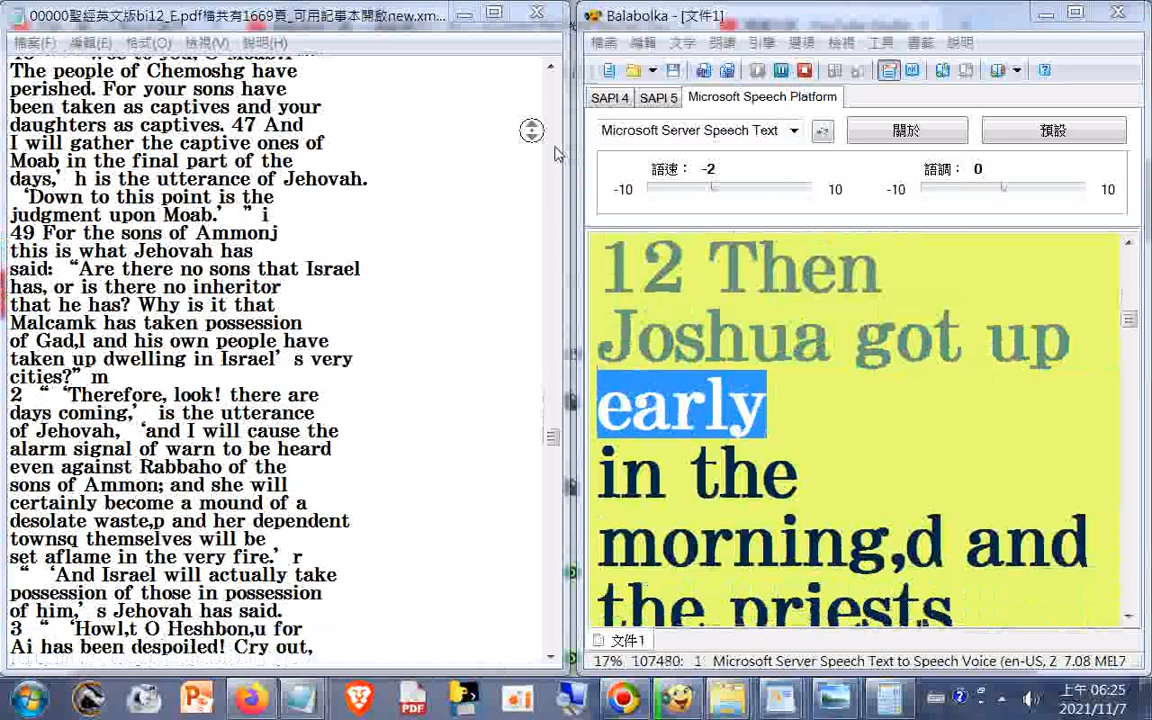 00000聖經英文版bi12_E.pdf檔共有1669頁_可用記事本開啟new.xm...
檔案(F) 編輯(E) 格式(O) 檢視(V) 說明(H)
The people of Chemoshg have
perished. For your sons have
been taken as captives and your
daughters as captives. 47 And
I will gather the captive ones of
Moab in the final part of the
days,’ h is the utterance of Jehovah.
‘Down to this point is the
judgment upon Moab.’ ” i
49 For the sons of Ammonj
this is what Jehovah has
said: “Are there no sons that Israel
has, or is there no inheritor
that he has? Why is it that
Malcamk has taken possession
of Gad,l and his own people have
taken up dwelling in Israel’ s very
cities?” m
2 “ ‘Therefore, look! there are
days coming,’ is the utterance
of Jehovah, ‘and I will cause the
alarm signal of warn to be heard
even against Rabbaho of the
sons of Ammon; and she will
certainly become a mound of a
desolate waste,p and her dependent
townsq themselves will be
set aflame in the very fire.’ r
“ ‘And Israel will actually take
possession of those in possession
of him,’ s Jehovah has said.
3 “ ‘Howl,t O Heshbon,u for
Ai has been despoiled! Cry out,
Balabolka - [文件1]
檔案 編輯 文字 朗讀 引擎 選項 檢視 工具 書籤 說明
SAPI 4 SAPI 5 Microsoft Speech Platform
Microsoft Server Speech Text 關於 預設
語速: -2 語調: 0
-10 10 -10 10
12 Then
Joshua got up
early
in the
morning,d and
the priests
文件1
17% 107480: 1 Microsoft Server Speech Text to Speech Voice (en-US, Z 7.08 MEL7
PDF
上午 06:25
2021/11/7